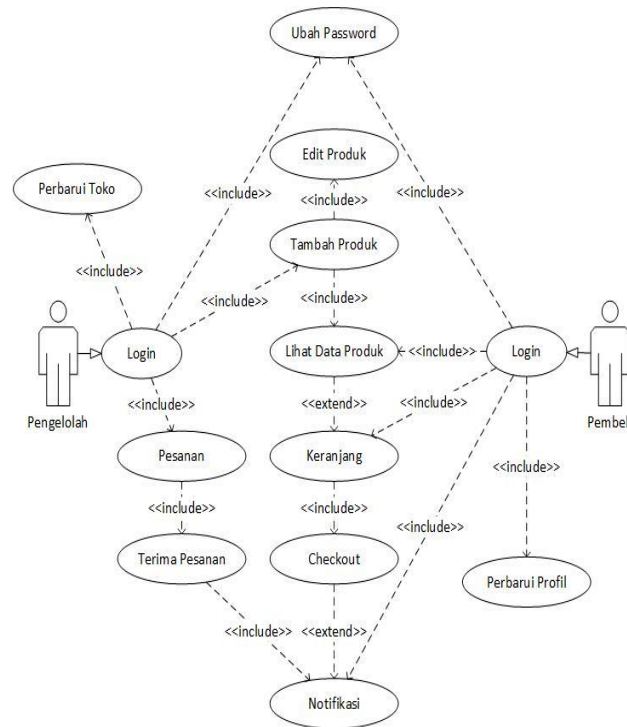 Ubah Password
Edit Produk
<<include>>
<<include>>
Perbarui Toko
<<include>>
Tambah Produk
<<include>>
<<include>>
<<include>>
Login
Lihat Data Produk
<<include>>
Login
Pengelolah
Pembel
<<include>>
<<extend>>
<<include>>
Pesanan
Keranjang
<<include>>
<<include>>
<<include>>
<<include>>
Terima Pesanan
Checkout
Perbarui Profil
<<include>>
<<extend>>
Notifikasi